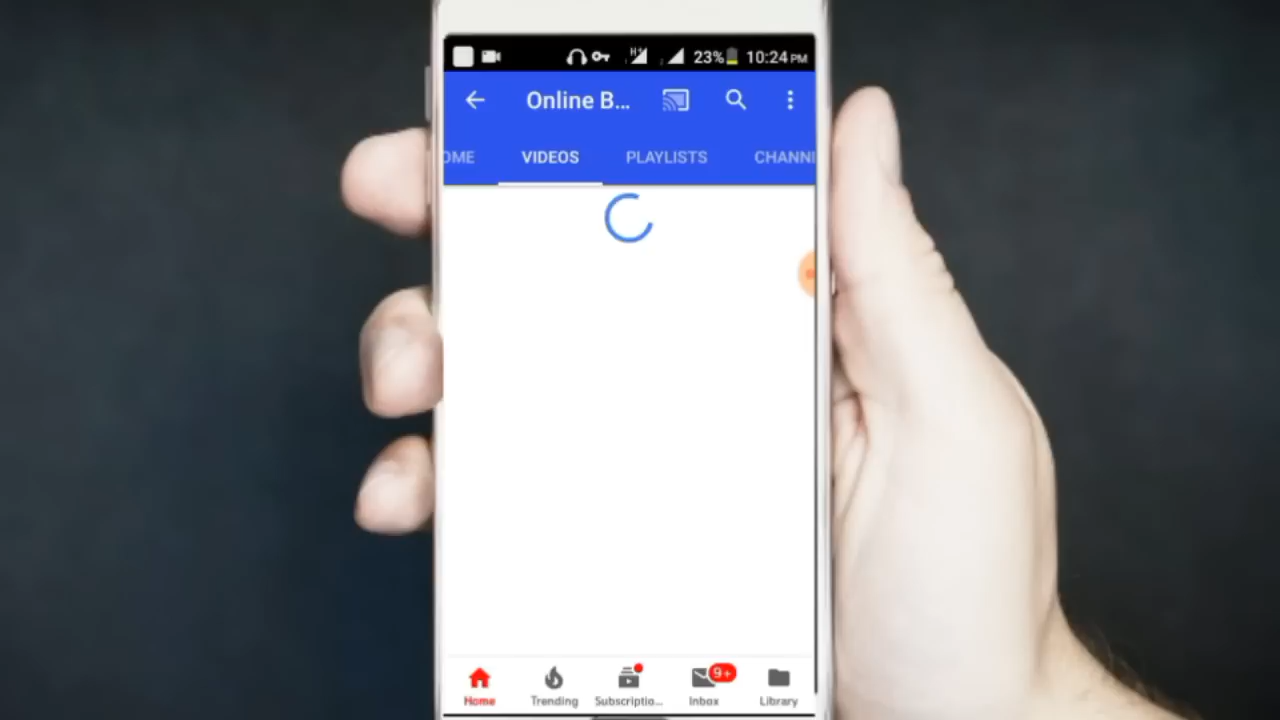 H+ 23% 10:24 PM
Online B...
OME VIDEOS PLAYLISTS CHANN
Home Trending Subscriptio... 9+ Inbox Library